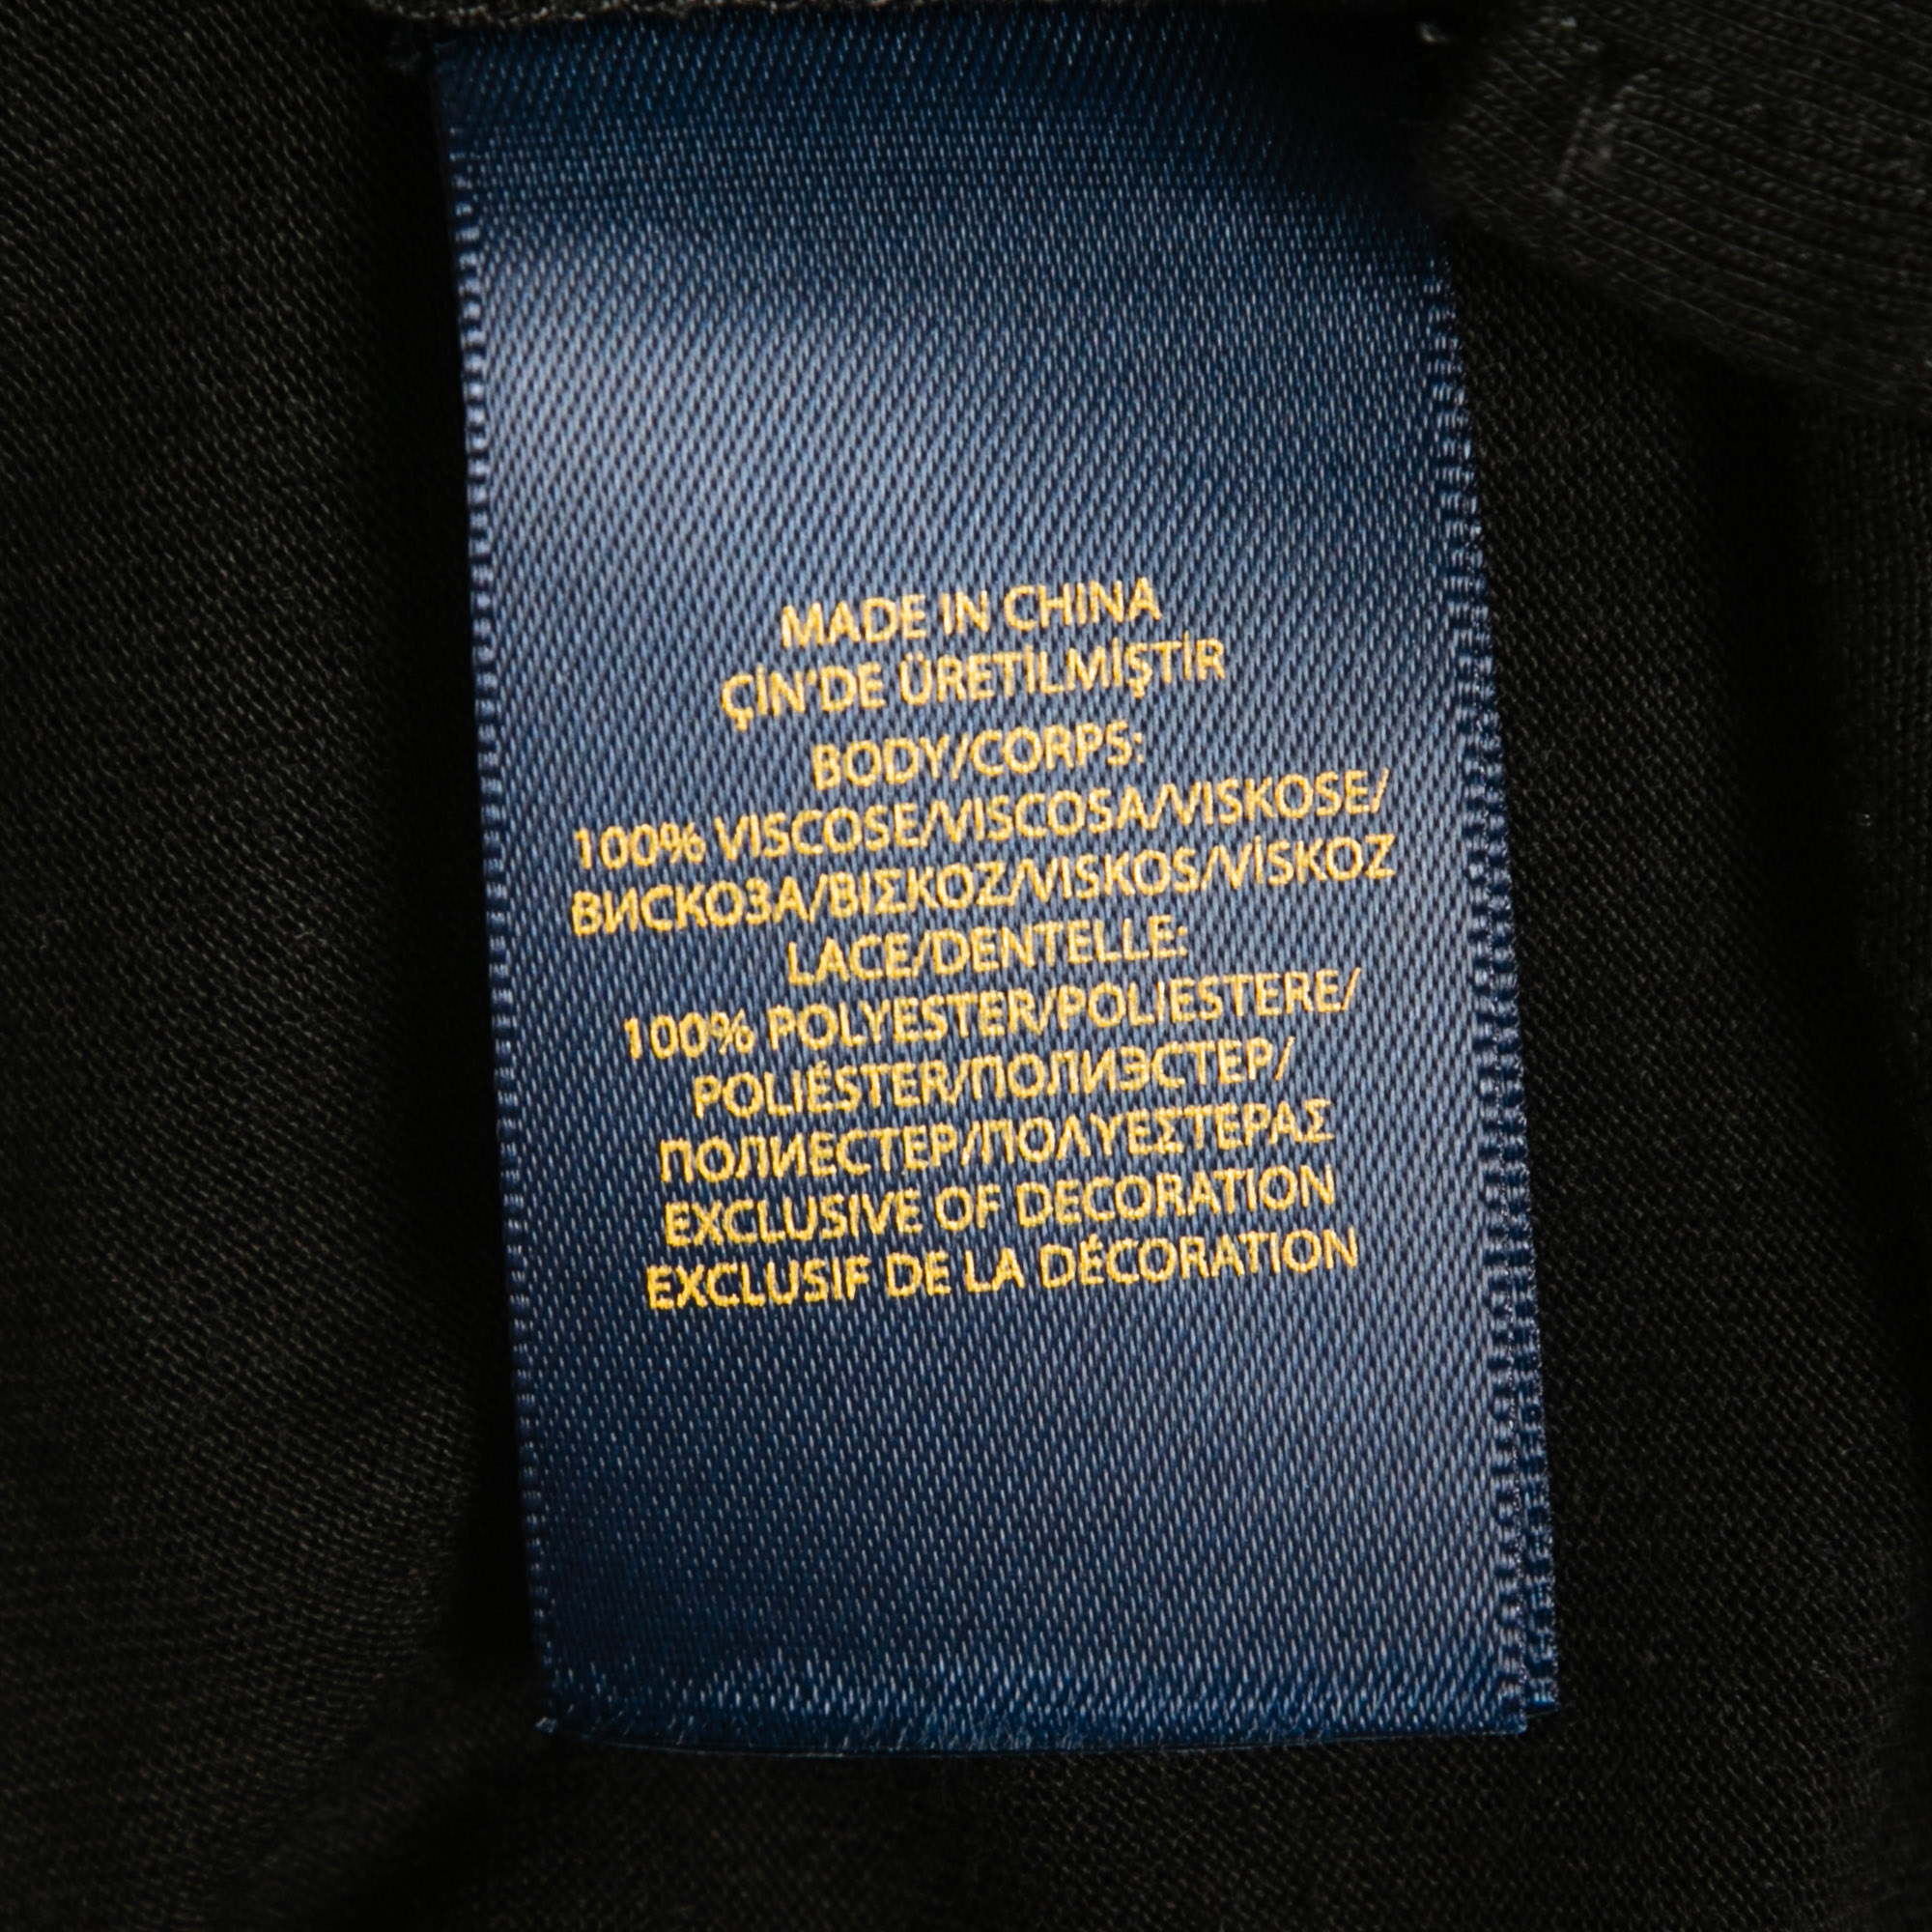 MADE IN CHINA
ÇİN'DE ÜRETİLMİŞTİR
BODY/CORPS:
100% VISCOSE/VISCOSA/VISKOSE/
ВИСКОЗА/ΒΙΣΚΟΖ/VISKOS/VİSKOZ
LACE/DENTELLE:
100% POLYESTER/POLIESTERE/
POLIÉSTER/ПОЛИЭСТЕР/
ПОЛИЕСТЕР/ΠΟΛΥΕΣΤΕΡΑΣ
EXCLUSIVE OF DECORATION
EXCLUSIF DE LA DÉCORATION